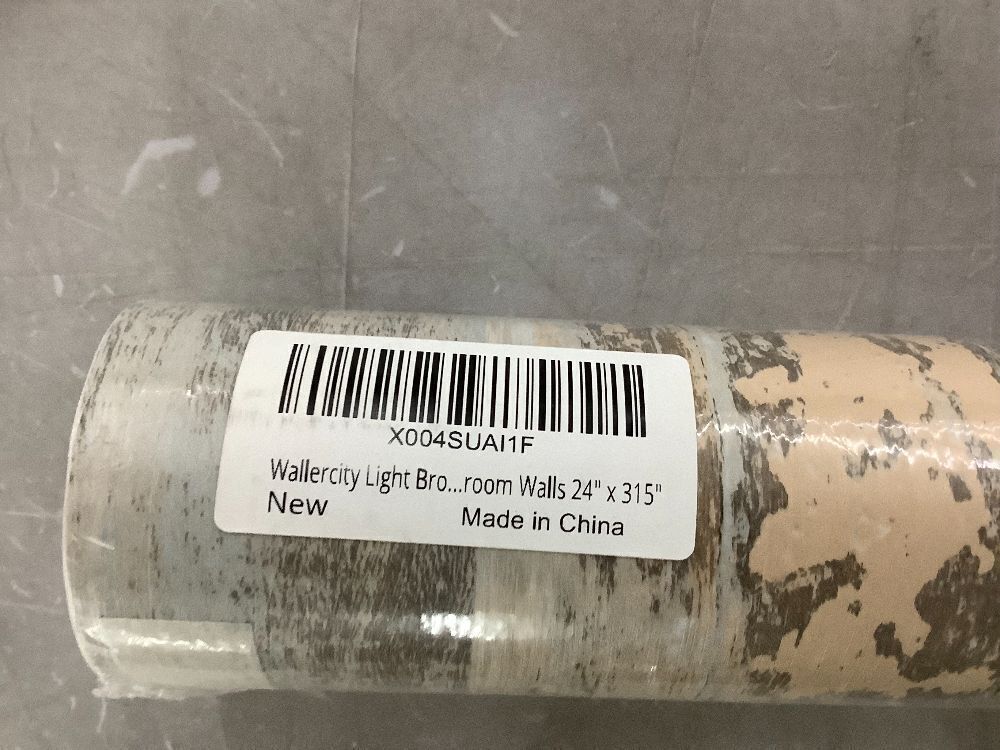 X004SUAI1F
Wallercity Light Bro...room Walls 24" x 315"
New Made in China